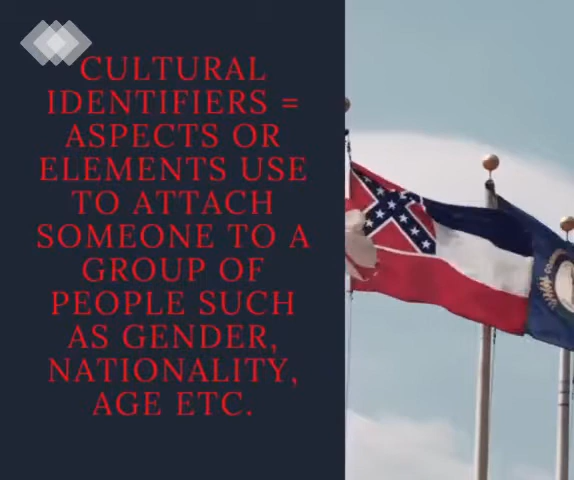 CULTURAL
IDENTIFIERS =
ASPECTS OR
ELEMENTS USE
TO ATTACH
SOMEONE TO A
GROUP OF
PEOPLE SUCH
AS GENDER,
NATIONALITY,
AGE ETC.